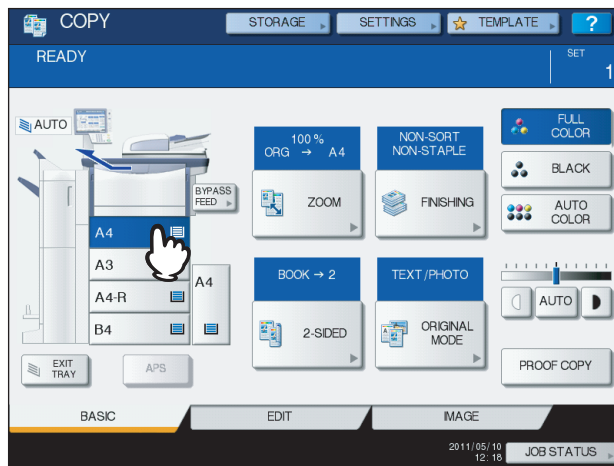 COPY
STORAGE
SETTINGS
TEMPLATE
?
READY
SET
1
AUTO
BYPASS
FEED
A4
A3
A4-R
B4
A4
EXIT
TRAY
APS
100 %
ORG → A4
ZOOM
NON-SORT
NON-STAPLE
FINISHING
BOOK → 2
2-SIDED
TEXT/PHOTO
ORIGINAL
MODE
FULL
COLOR
BLACK
AUTO
COLOR
AUTO
PROOF COPY
BASIC
EDIT
IMAGE
2011/05/10
12:18
JOB STATUS